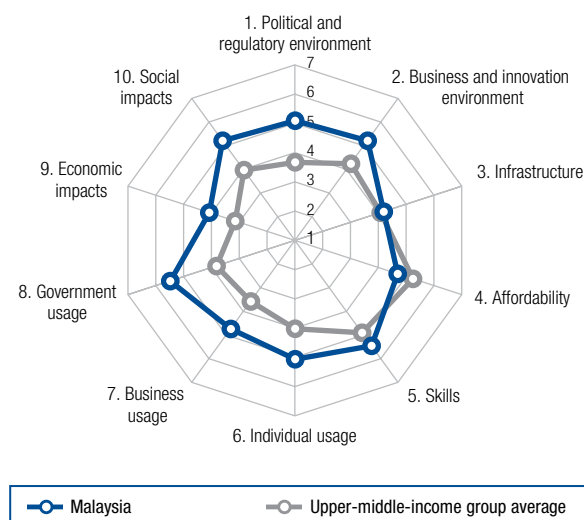 1. Political and
regulatory environment
10. Social
impacts
2. Business and innovation
environment
9. Economic
impacts
3. Infrastructure
8. Government
usage
4. Affordability
7. Business
usage
5. Skills
6. Individual usage
7
6
5
4
3
2
1
Malaysia
Upper-middle-income group average